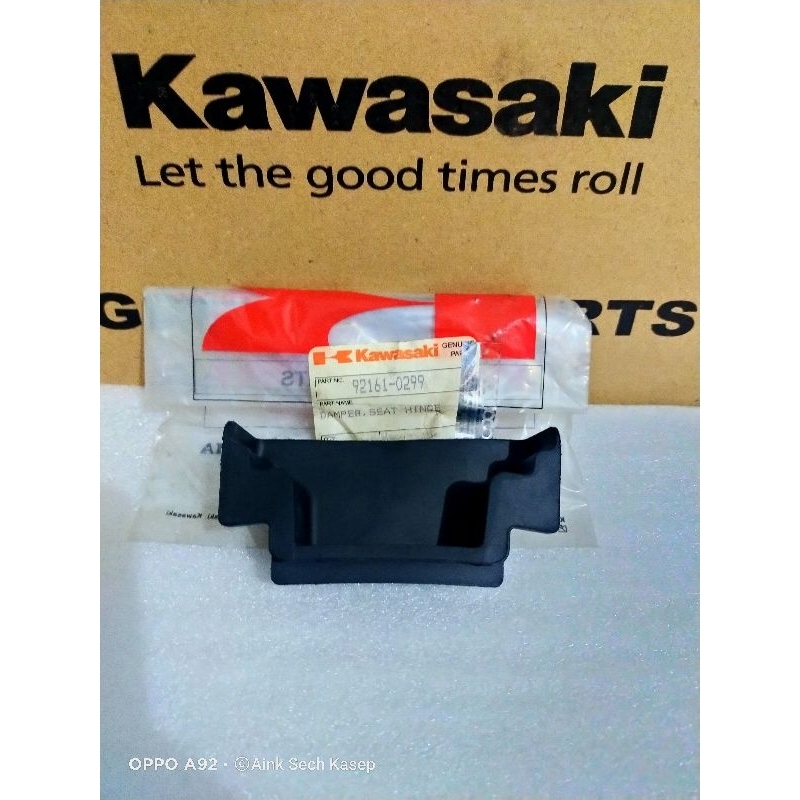 Kawasaki
Let the good times roll
G
RTS
Kawasaki
GENU
PA
PART NO.
92161-0299
PART NAME
DAMPER,SEAT HINGE
OPPO A92 · ©Aink Sech Kasep